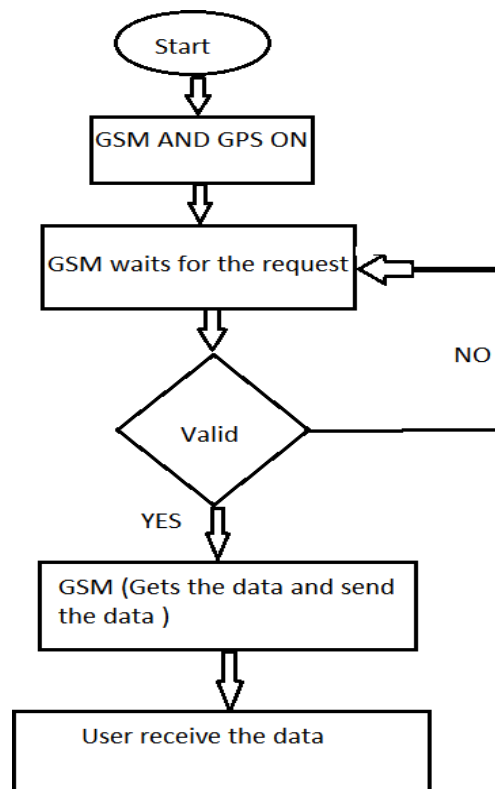 Start
GSM AND GPS ON
GSM waits for the request
NO
Valid
YES
GSM (Gets the data and send
the data )
User receive the data